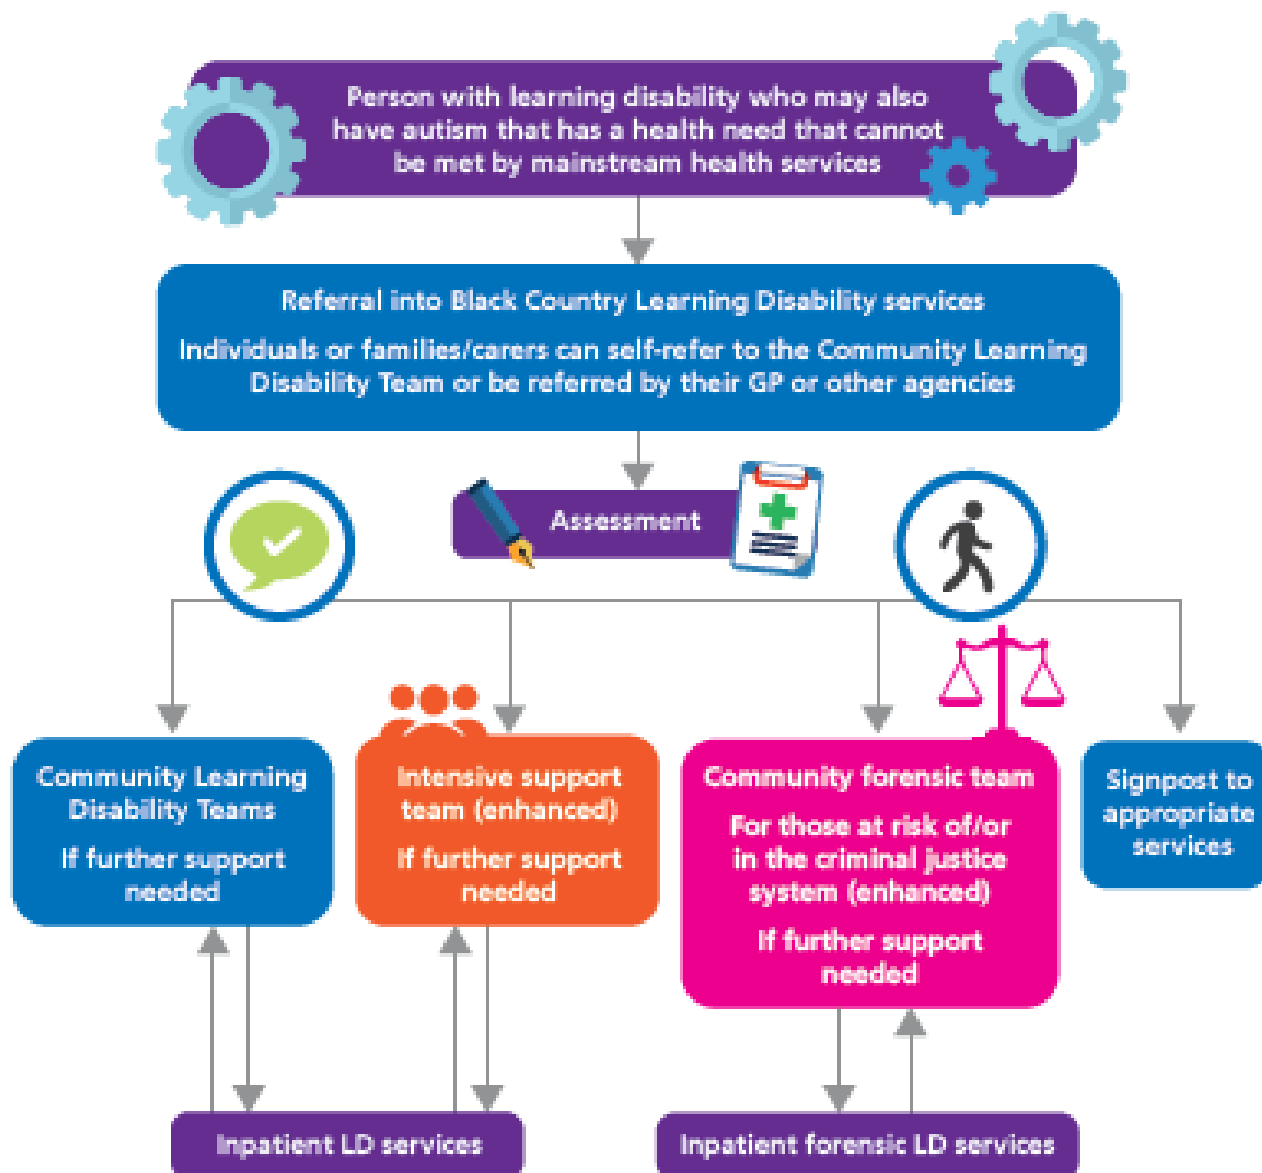 Person with learning disability who may also
have autism that has a health need that cannot
be met by mainstream health services
Referral into Black Country Learning Disability services
Individuals or families/carers can self-refer to the Community Learning
Disability Team or be referred by their GP or other agencies
Assessment
Community Learning
Disability Teams
If further support
needed
Intensive support
team (enhanced)
If further support
needed
Community forensic team
For those at risk of/or
in the criminal justice
system (enhanced)
If further support
needed
Signpost to
appropriate
services
Inpatient LD services
Inpatient forensic LD services